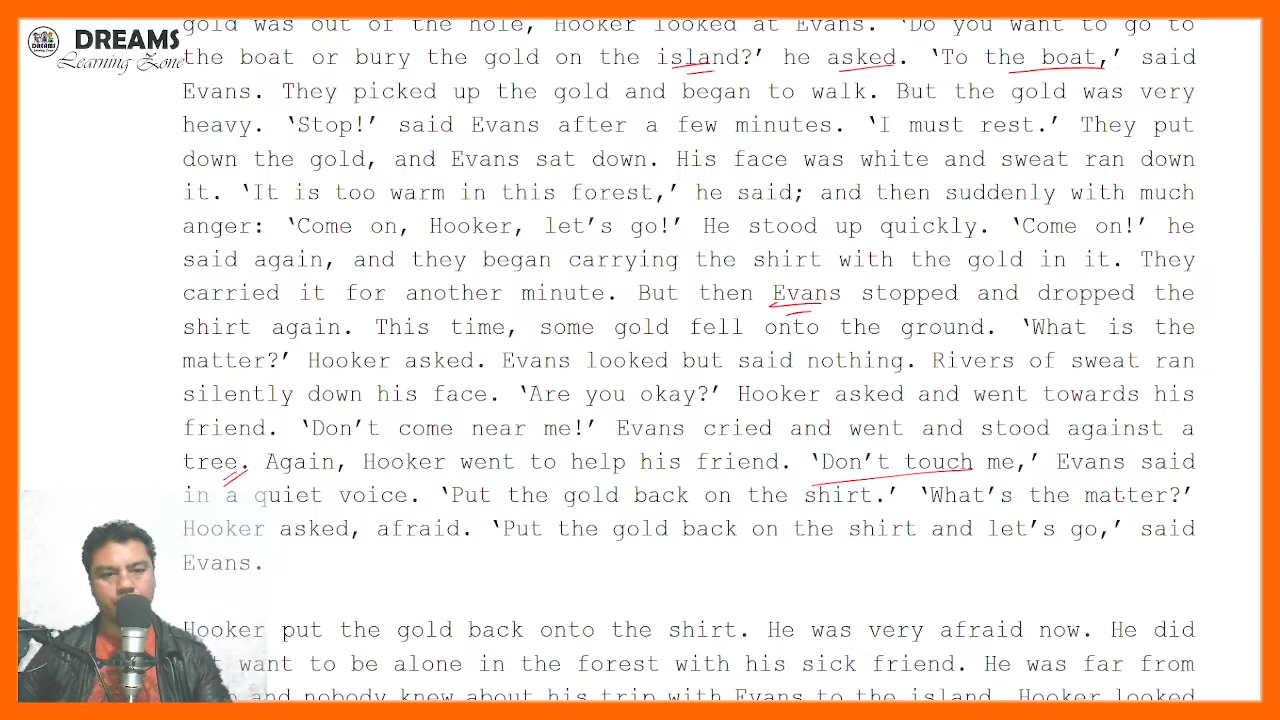 DREAMS
Learning Zone
gold was out of the hole, Hooker looked at Evans. ‘Do you want to go to
the boat or bury the gold on the island?’ he asked. ‘To the boat,’ said
Evans. They picked up the gold and began to walk. But the gold was very
heavy. ‘Stop!’ said Evans after a few minutes. ‘I must rest.’ They put
down the gold, and Evans sat down. His face was white and sweat ran down
it. ‘It is too warm in this forest,’ he said; and then suddenly with much
anger: ‘Come on, Hooker, let’s go!’ He stood up quickly. ‘Come on!’ he
said again, and they began carrying the shirt with the gold in it. They
carried it for another minute. But then Evans stopped and dropped the
shirt again. This time, some gold fell onto the ground. ‘What is the
matter?’ Hooker asked. Evans looked but said nothing. Rivers of sweat ran
silently down his face. ‘Are you okay?’ Hooker asked and went towards his
friend. ‘Don’t come near me!’ Evans cried and went and stood against a
tree. Again, Hooker went to help his friend. ‘Don’t touch me,’ Evans said
in a quiet voice. ‘Put the gold back on the shirt.’ ‘What’s the matter?’
Hooker asked, afraid. ‘Put the gold back on the shirt and let’s go,’ said
Evans.
Hooker put the gold back onto the shirt. He was very afraid now. He did
want to be alone in the forest with his sick friend. He was far from
and nobody knew about his trip with Evans to the island. Hooker looked